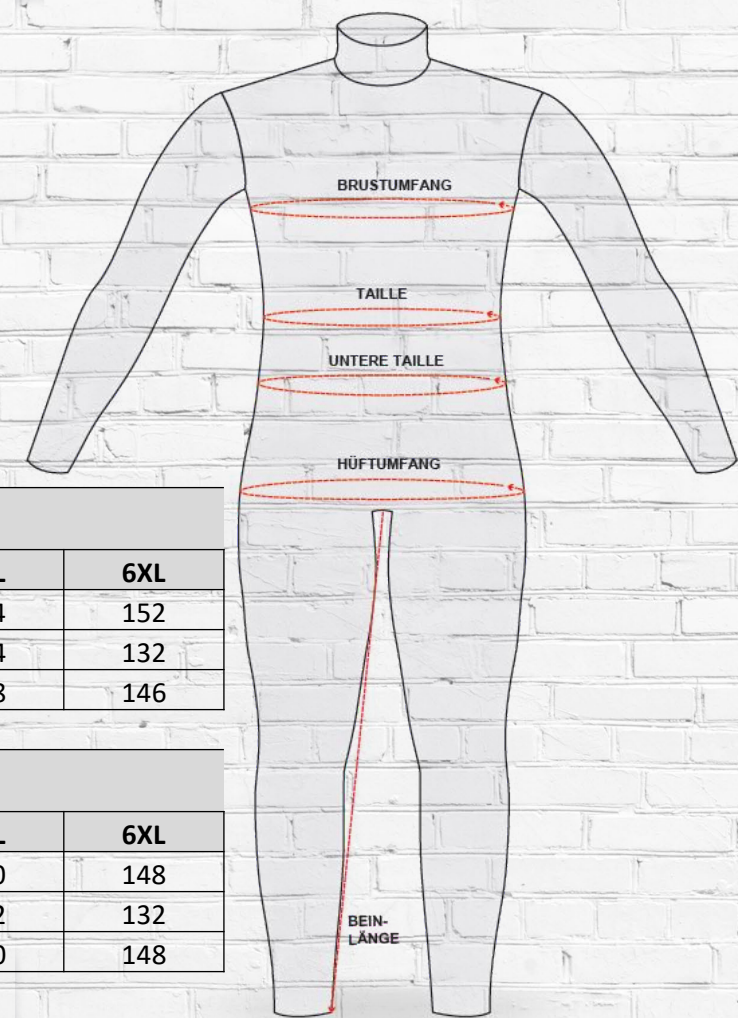 BRUSTUMFANG
TAILLE
UNTERE TAILLE
HÜFTUMFANG
6XL
152
132
146
6XL
148
132
148
BEIN-
LÄNGE